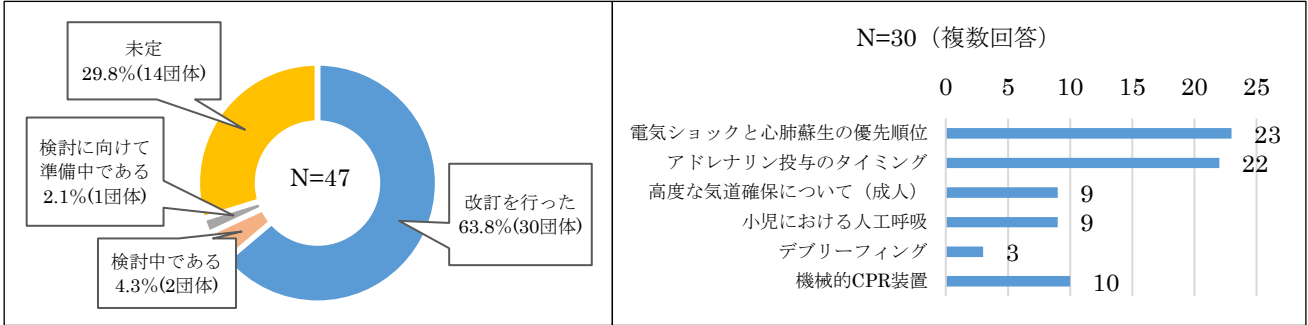 未定
29.8%(14団体)
検討に向けて
準備中である
2.1%(1団体)
検討中である
4.3%(2団体)
N=47
改訂を行った
63.8%(30団体)
N=30（複数回答）
0 5 10 15 20 25
電気ショックと心肺蘇生の優先順位 23
アドレナリン投与のタイミング 22
高度な気道確保について（成人） 9
小児における人工呼吸 9
デブリーフィング 3
機械的CPR装置 10